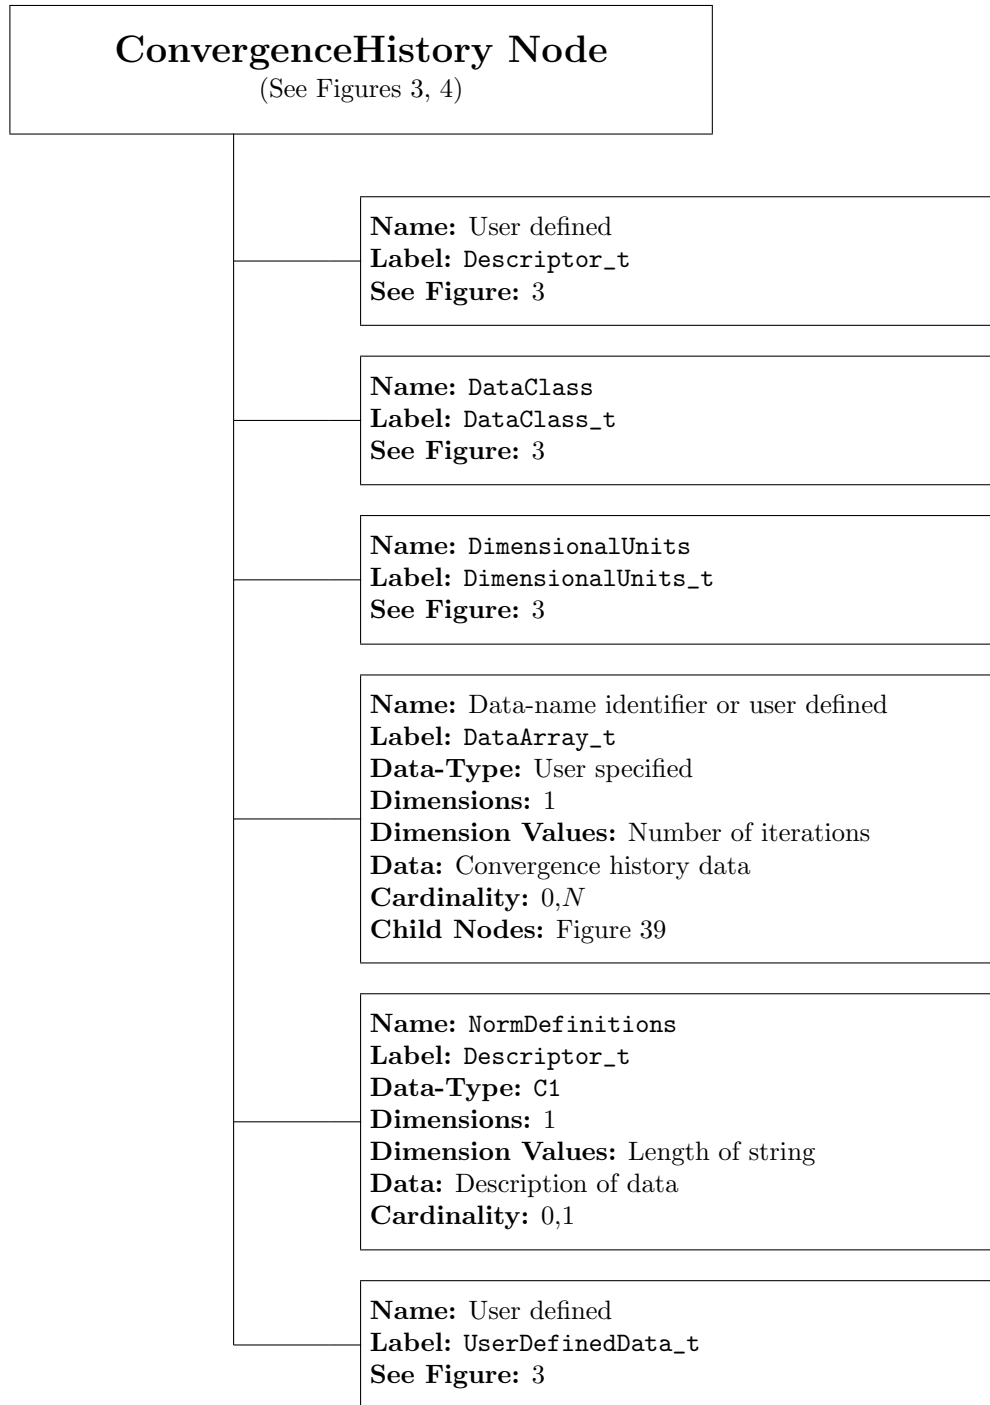 ConvergenceHistory Node
(See Figures 3, 4)
Name: User defined
Label: Descriptor_t
See Figure: 3
Name: DataClass
Label: DataClass_t
See Figure: 3
Name: DimensionalUnits
Label: DimensionalUnits_t
See Figure: 3
Name: Data-name identifier or user defined
Label: DataArray_t
Data-Type: User specified
Dimensions: 1
Dimension Values: Number of iterations
Data: Convergence history data
Cardinality: 0,N
Child Nodes: Figure 39
Name: NormDefinitions
Label: Descriptor_t
Data-Type: C1
Dimensions: 1
Dimension Values: Length of string
Data: Description of data
Cardinality: 0,1
Name: User defined
Label: UserDefinedData_t
See Figure: 3